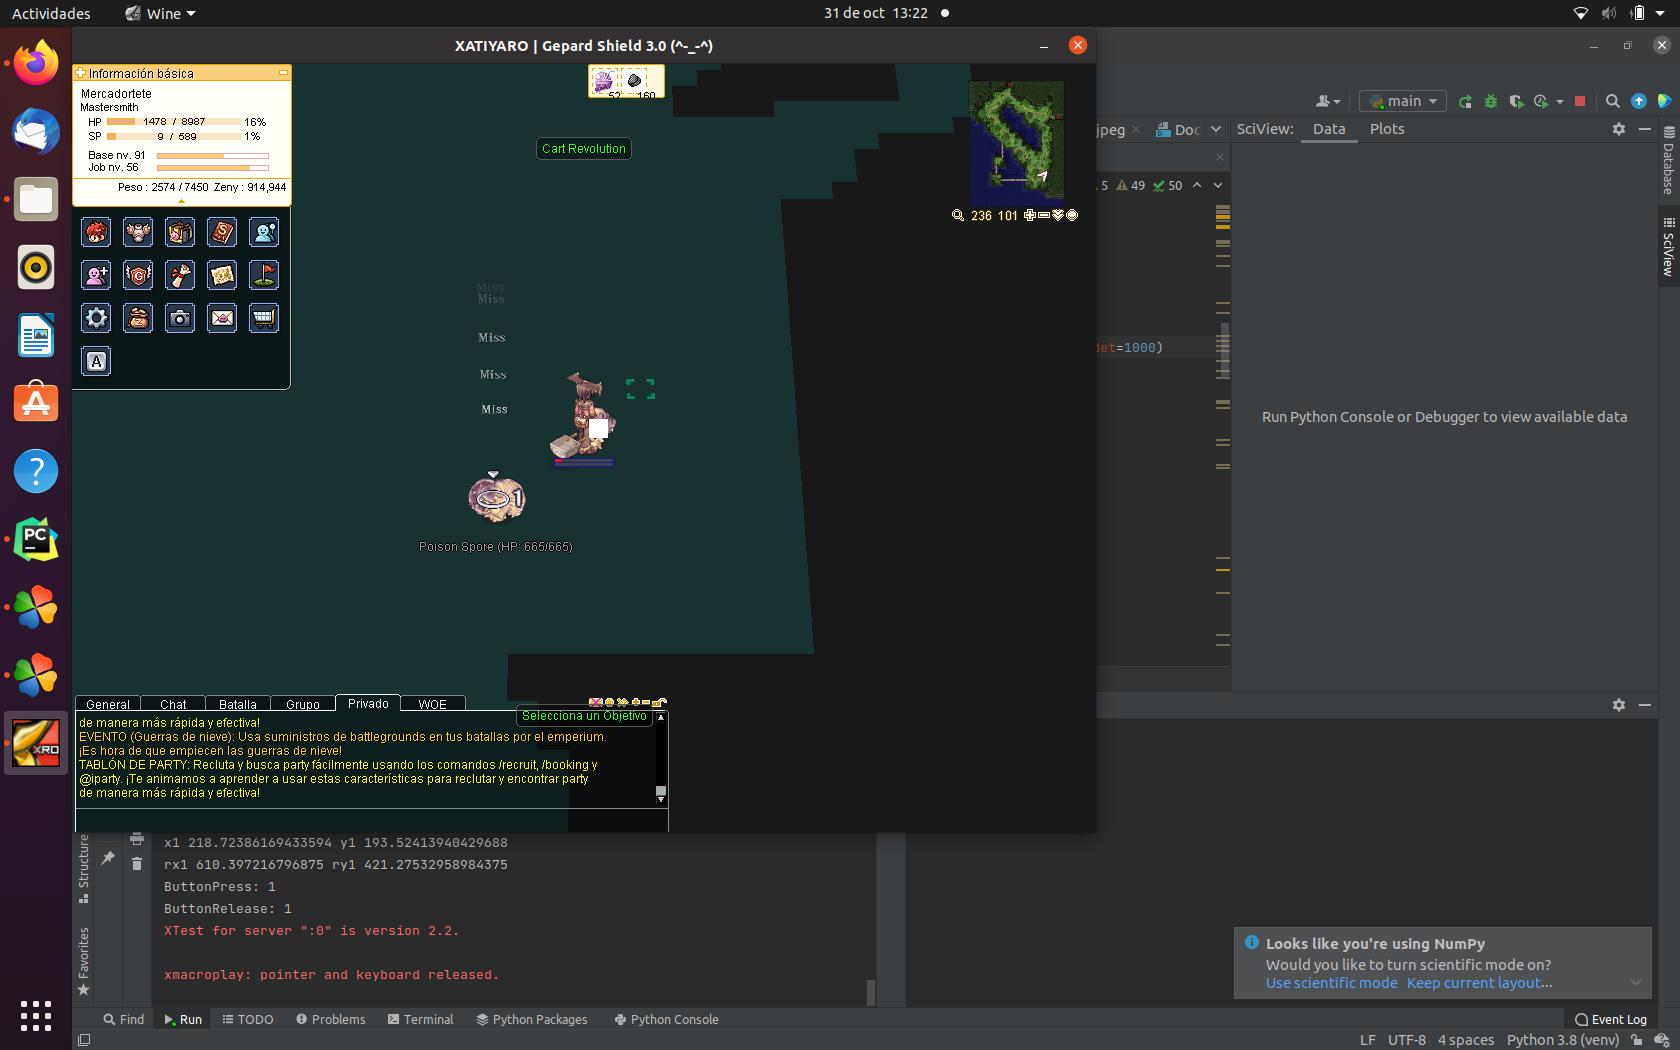 Actividades
Wine
31 de oct 13:22
XATIYARO | Gepard Shield 3.0 (^-_-^)
Información básica
Mercadortete
Mastersmith
HP 1478 / 8987 16%
SP 9 / 589 1%
Base nv. 91
Job nv. 56
Peso : 2574 / 7450 Zeny : 914,944
52 160
Cart Revolution
236 101
Miss
Miss
Miss
Miss
Miss
1
Poison Spore (HP: 665/665)
General
Chat
Batalla
Grupo
Privado
WOE
Selecciona un Objetivo
de manera más rápida y efectiva!
EVENTO (Guerras de nieve): Usa suministros de battlegrounds en tus batallas por el emperium.
¡Es hora de que empiecen las guerras de nieve!
TABLÓN DE PARTY: Recluta y busca party fácilmente usando los comandos /recruit, /booking y
@iparty. ¡Te animamos a aprender a usar estas características para reclutar y encontrar party
de manera más rápida y efectiva!
main
jpeg
Doc
SciView:
Data
Plots
5 49 50
=1000)
Run Python Console or Debugger to view available data
Database
SciView
PC
XRO
A
Structure
Favorites
x1 218.72386169433594 y1 193.52413940429688
rx1 610.397216796875 ry1 421.27532958984375
ButtonPress: 1
ButtonRelease: 1
XTest for server ":0" is version 2.2.
xmacroplay: pointer and keyboard released.
Looks like you're using NumPy
Would you like to turn scientific mode on?
Use scientific mode Keep current layout...
Find
Run
TODO
Problems
Terminal
Python Packages
Python Console
Event Log
LF UTF-8 4 spaces Python 3.8 (venv)